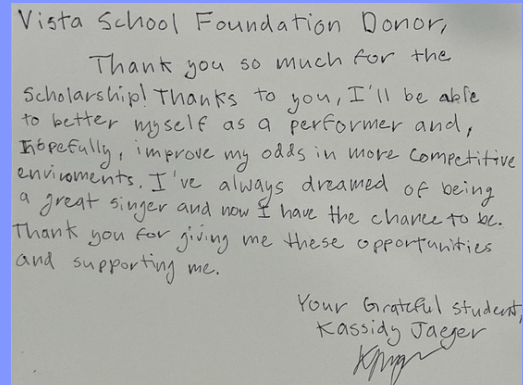 Vista School Foundation Donor,
Thank you so much for the
scholarship! Thanks to you, I'll be able
to better myself as a performer and,
hopefully, improve my odds in more competitive
enviroments. I've always dreamed of being
a great singer and now I have the chance to be.
Thank you for giving me these opportunities
and supporting me.
Your Grateful student,
Kassidy Jaeger